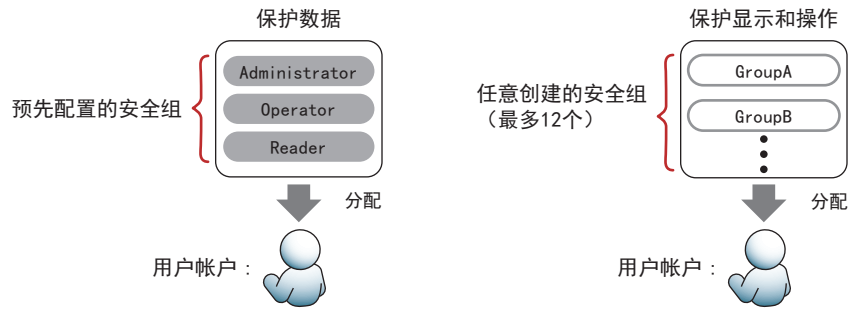 保护数据
预先配置的安全组
Administrator
Operator
Reader
分配
用户帐户：
保护显示和操作
任意创建的安全组
（最多12个）
GroupA
GroupB
分配
用户帐户：